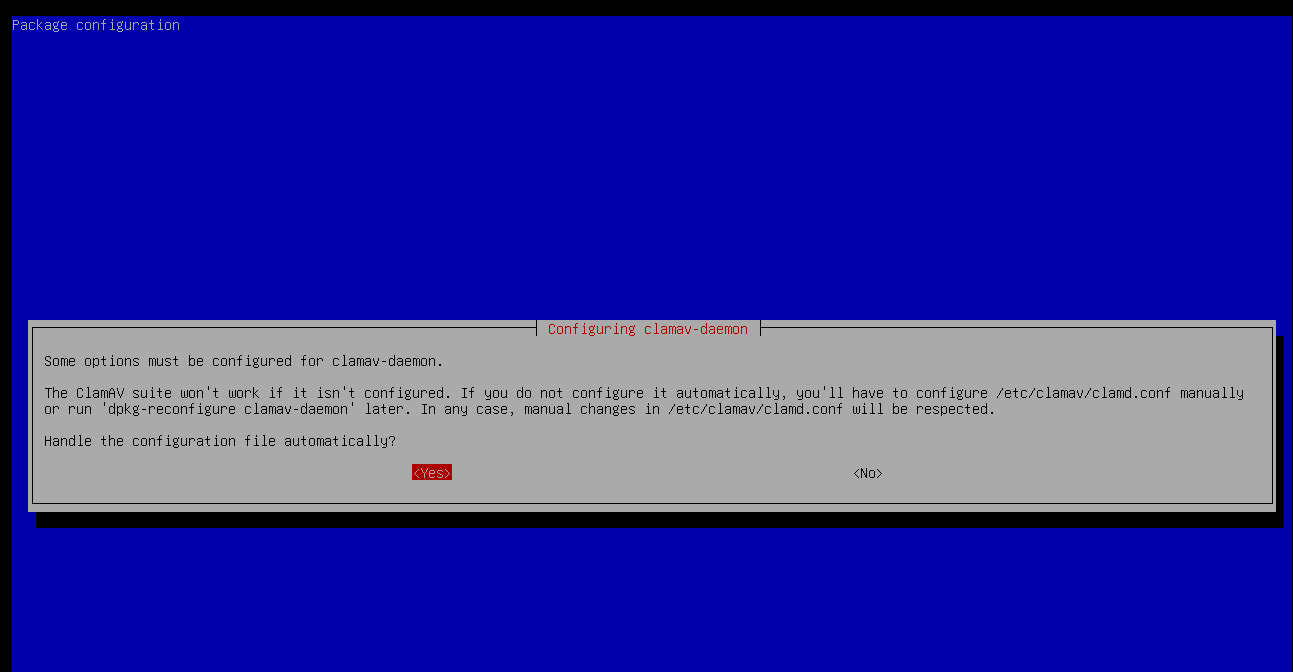 Package configuration
Configuring clamav-daemon
Some options must be configured for clamav-daemon.
The ClamAV suite won't work if it isn't configured. If you do not configure it automatically, you'll have to configure /etc/clamav/clamd.conf manually
or run 'dpkg-reconfigure clamav-daemon' later. In any case, manual changes in /etc/clamav/clamd.conf will be respected.
Handle the configuration file automatically?
<Yes> <No>